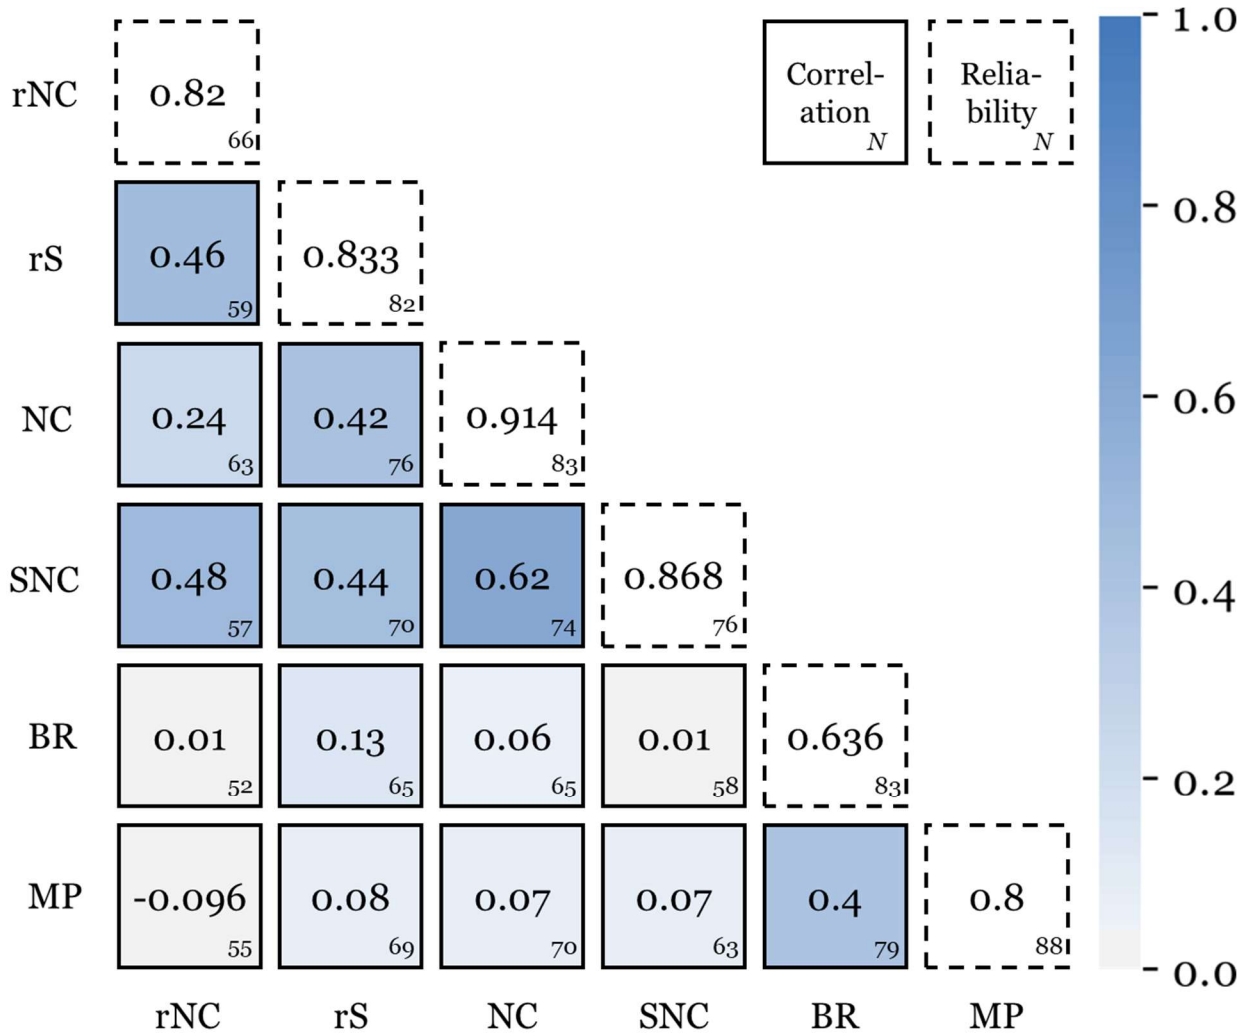 rNC 0.82 66
Correl-
ation
N
Relia-
bility
N
1.0
rS 0.46 59 0.833 82
0.8
NC 0.24 63 0.42 76 0.914 83
0.6
SNC 0.48 57 0.44 70 0.62 74 0.868 76
0.4
BR 0.01 52 0.13 65 0.06 65 0.01 58 0.636 83
0.2
MP -0.096 55 0.08 69 0.07 70 0.07 63 0.4 79 0.8 88
0.0
rNC rS NC SNC BR MP